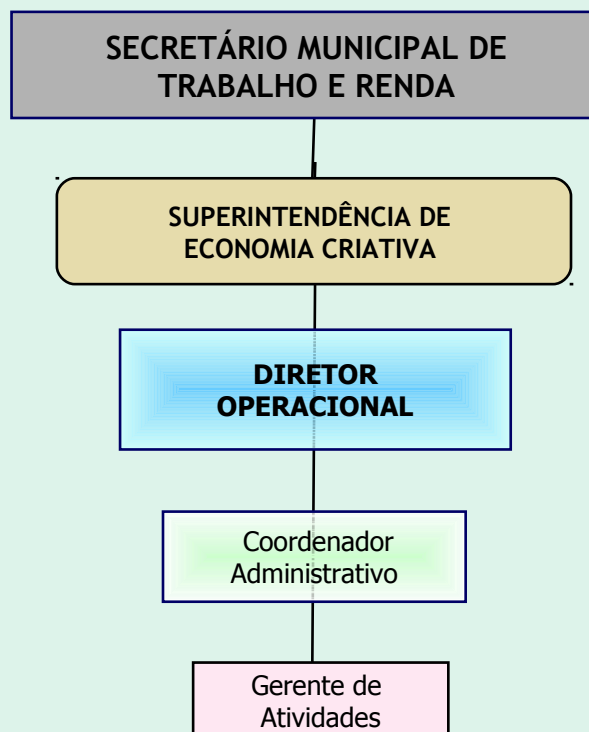 SECRETÁRIO MUNICIPAL DE
TRABALHO E RENDA
SUPERINTENDÊNCIA DE
ECONOMIA CRIATIVA
DIRETOR
OPERACIONAL
Coordenador
Administrativo
Gerente de
Atividades